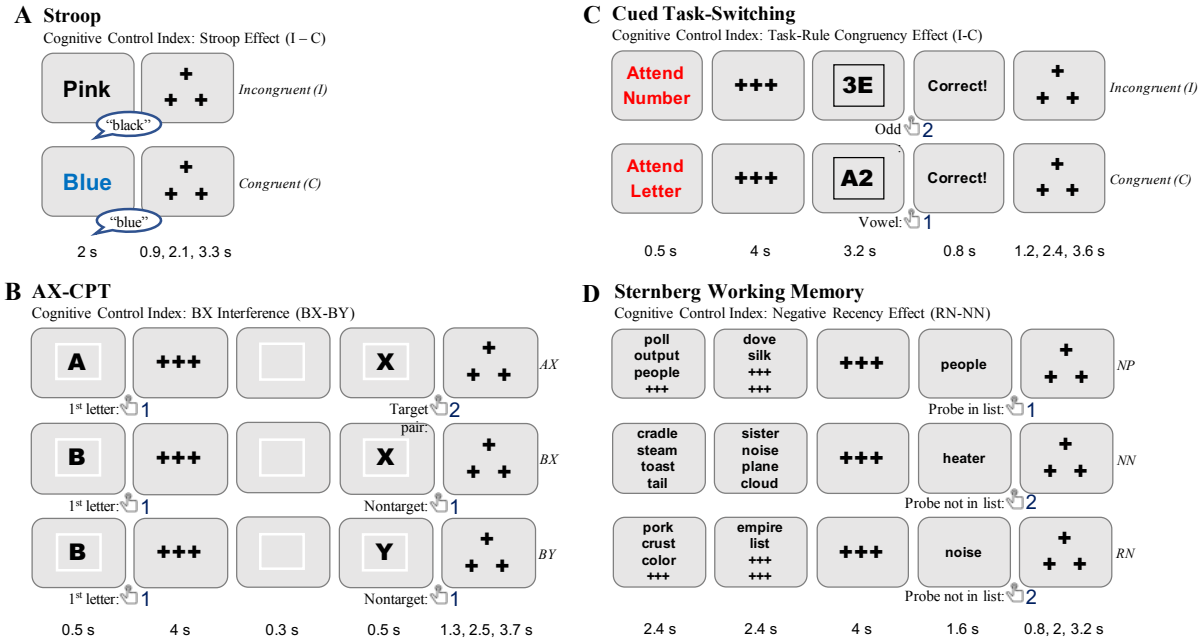 A Stroop
Cognitive Control Index: Stroop Effect (I – C)
Pink
+
+ +
Incongruent (I)
“black”
Blue
+
+ +
Congruent (C)
“blue”
2 s 0.9, 2.1, 3.3 s
B AX-CPT
Cognitive Control Index: BX Interference (BX-BY)
A +++ X
+
+ +
AX
1st letter: 1 Target pair: 2
B +++ X
+
+ +
BX
1st letter: 1 Nontarget: 1
B +++ Y
+
+ +
BY
1st letter: 1 Nontarget: 1
0.5 s 4 s 0.3 s 0.5 s 1.3, 2.5, 3.7 s
C Cued Task-Switching
Cognitive Control Index: Task-Rule Congruency Effect (I-C)
Attend
Number
+++
3E
Correct!
+
+ +
Incongruent (I)
Odd : 2
Attend
Letter
+++
A2
Correct!
+
+ +
Congruent (C)
Vowel: 1
0.5 s 4 s 3.2 s 0.8 s 1.2, 2.4, 3.6 s
D Sternberg Working Memory
Cognitive Control Index: Negative Recency Effect (RN-NN)
poll
output
people
+++
dove
silk
+++
+++
+++
people
+
+ +
NP
Probe in list: 1
cradle
steam
toast
tail
sister
noise
plane
cloud
+++
heater
+
+ +
NN
Probe not in list: 2
pork
crust
color
+++
empire
list
+++
+++
+++
noise
+
+ +
RN
Probe not in list: 2
2.4 s 2.4 s 4 s 1.6 s 0.8, 2, 3.2 s